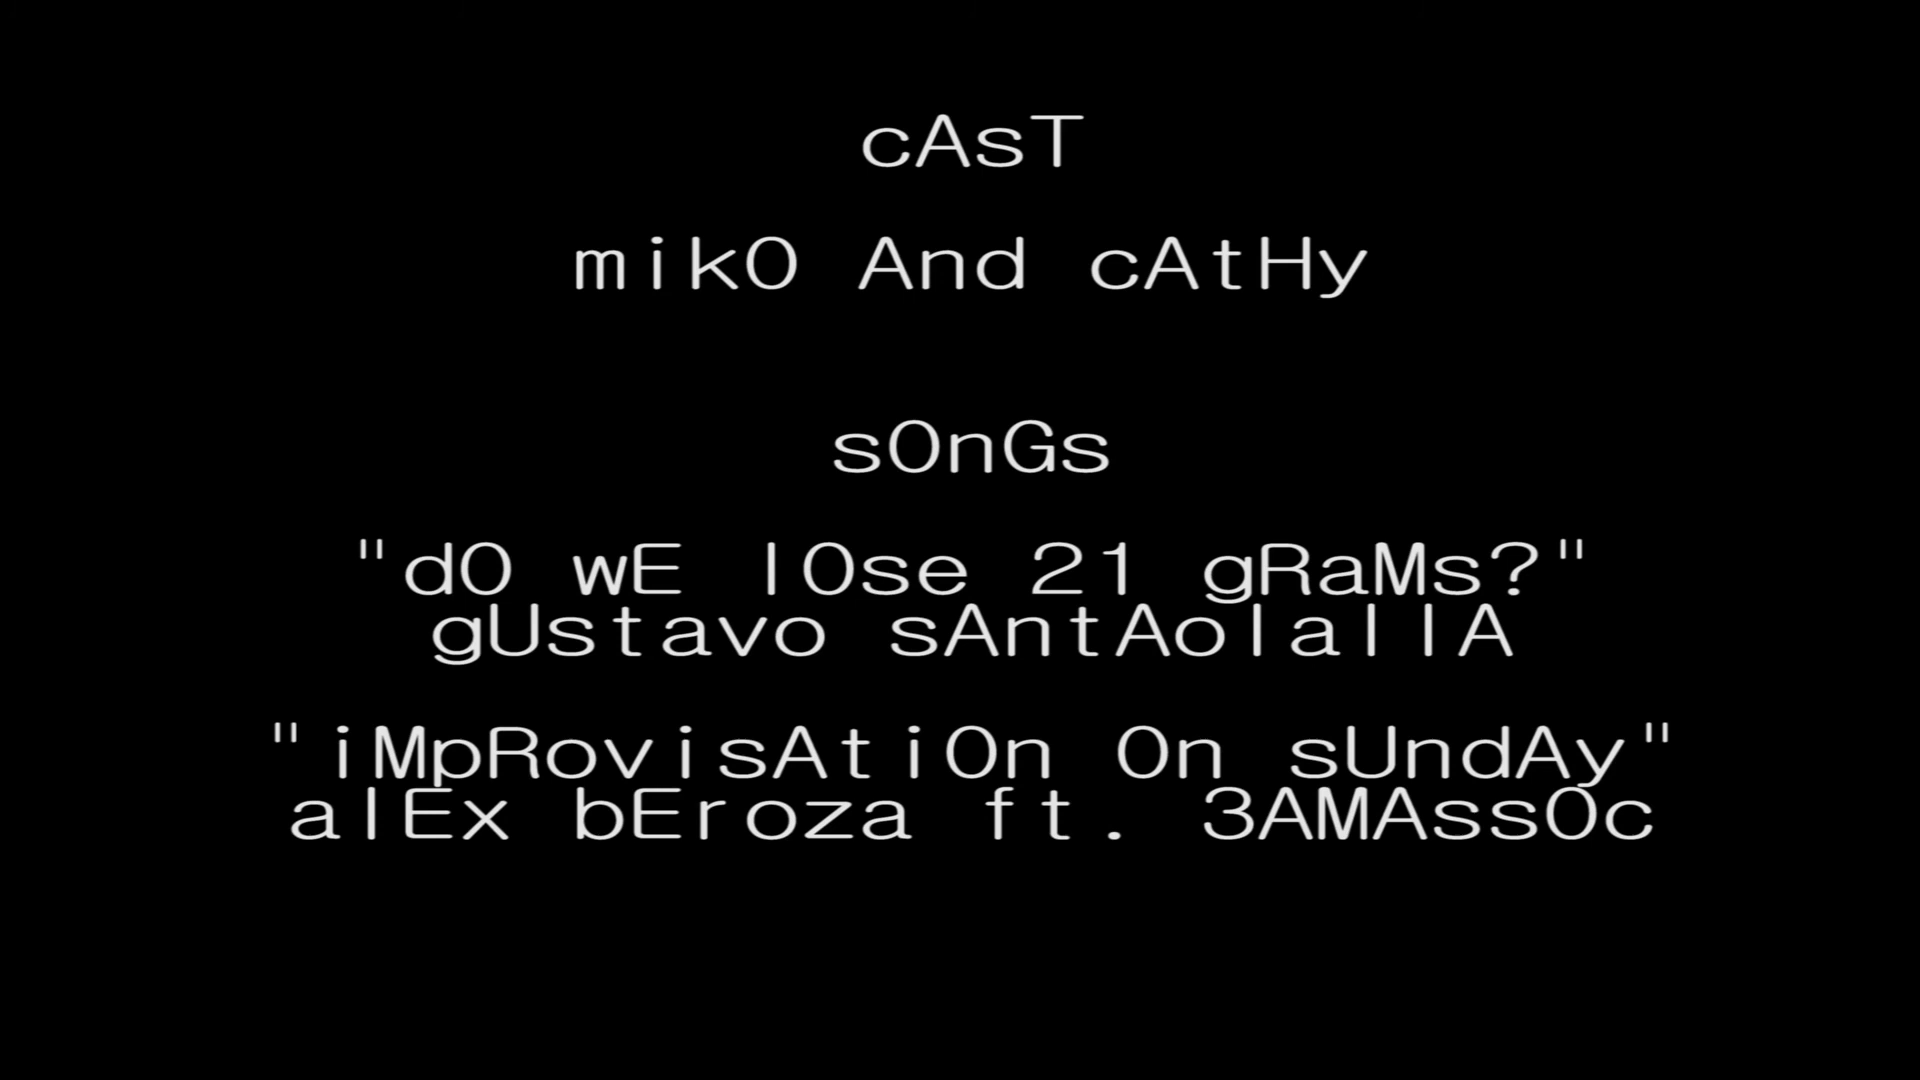 cAsT
mikO And cAtHy
sOnGs
"dO wE lOse 21 gRaMs?"
gUstavo sAntAolallA
"iMpRovisAtiOn On sUndAy"
alEx bEroza ft. 3AMAssOc